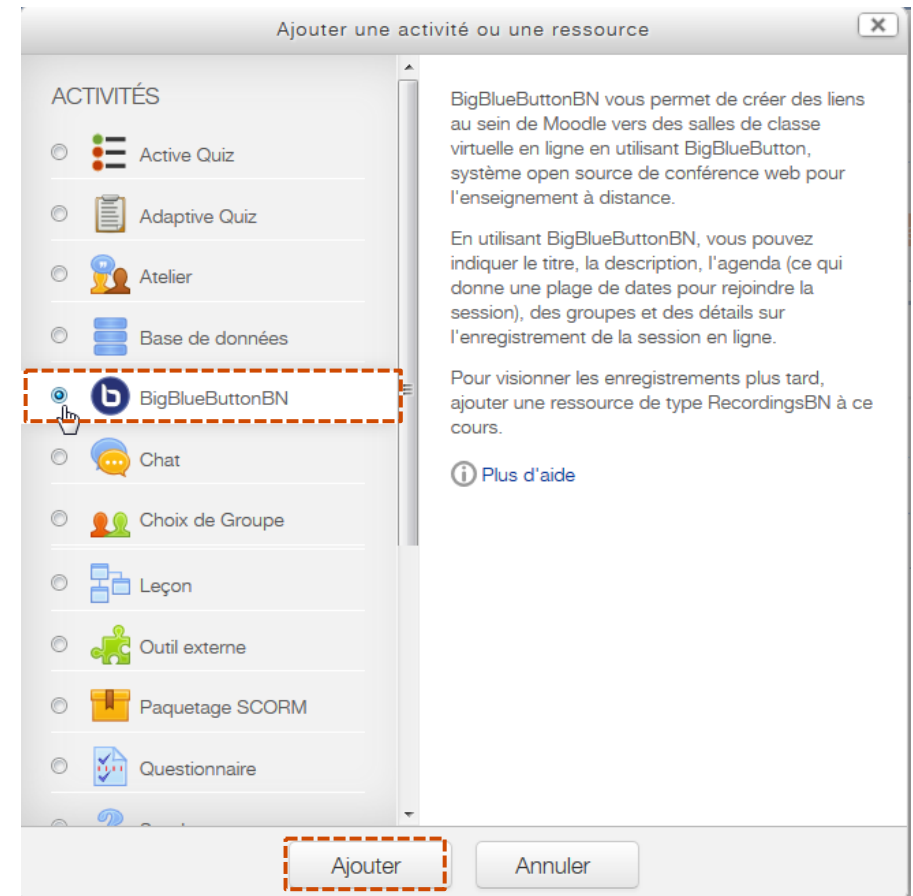 Ajouter une activité ou une ressource
ACTIVITÉS
Active Quiz
Adaptive Quiz
Atelier
Base de données
BigBlueButtonBN
Chat
Choix de Groupe
Leçon
Outil externe
Paquetage SCORM
Questionnaire
BigBlueButtonBN vous permet de créer des liens
au sein de Moodle vers des salles de classe
virtuelle en ligne en utilisant BigBlueButton,
système open source de conférence web pour
l'enseignement à distance.
En utilisant BigBlueButtonBN, vous pouvez
indiquer le titre, la description, l'agenda (ce qui
donne une plage de dates pour rejoindre la
session), des groupes et des détails sur
l'enregistrement de la session en ligne.
Pour visionner les enregistrements plus tard,
ajouter une ressource de type RecordingsBN à ce
cours.
Plus d'aide
Ajouter
Annuler